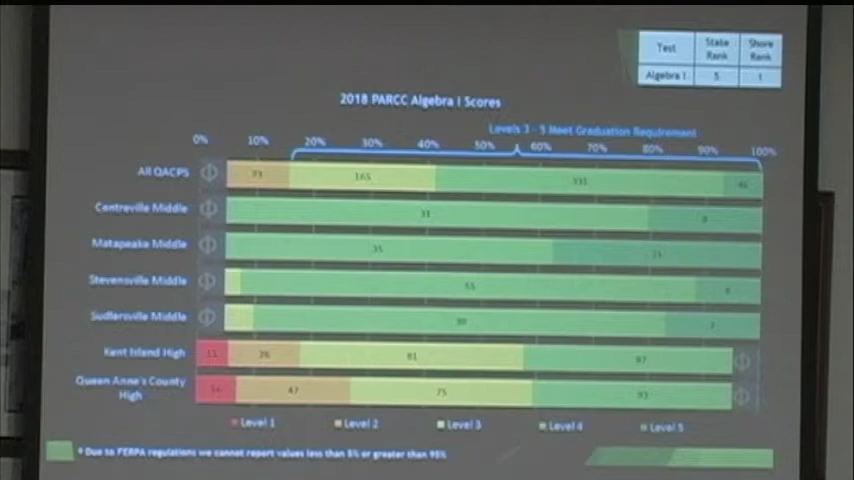 Test State Rank Shore Rank
Algebra I 5 1
2018 PARCC Algebra I Scores
Levels 3 - 5 Meet Graduation Requirement
0% 10% 20% 30% 40% 50% 60% 70% 80% 90% 100%
All QACPS Φ 73 165 331
Centreville Middle Φ 31
Matapeake Middle Φ 35
Stevensville Middle Φ 55
Sudlersville Middle Φ 30
Kent Island High 26 81 97 Φ
Queen Anne's County High 47 75 93 Φ
Level 1 Level 2 Level 3 Level 4 Level 5
Due to FERPA regulations we cannot report values less than 5% or greater than 95%